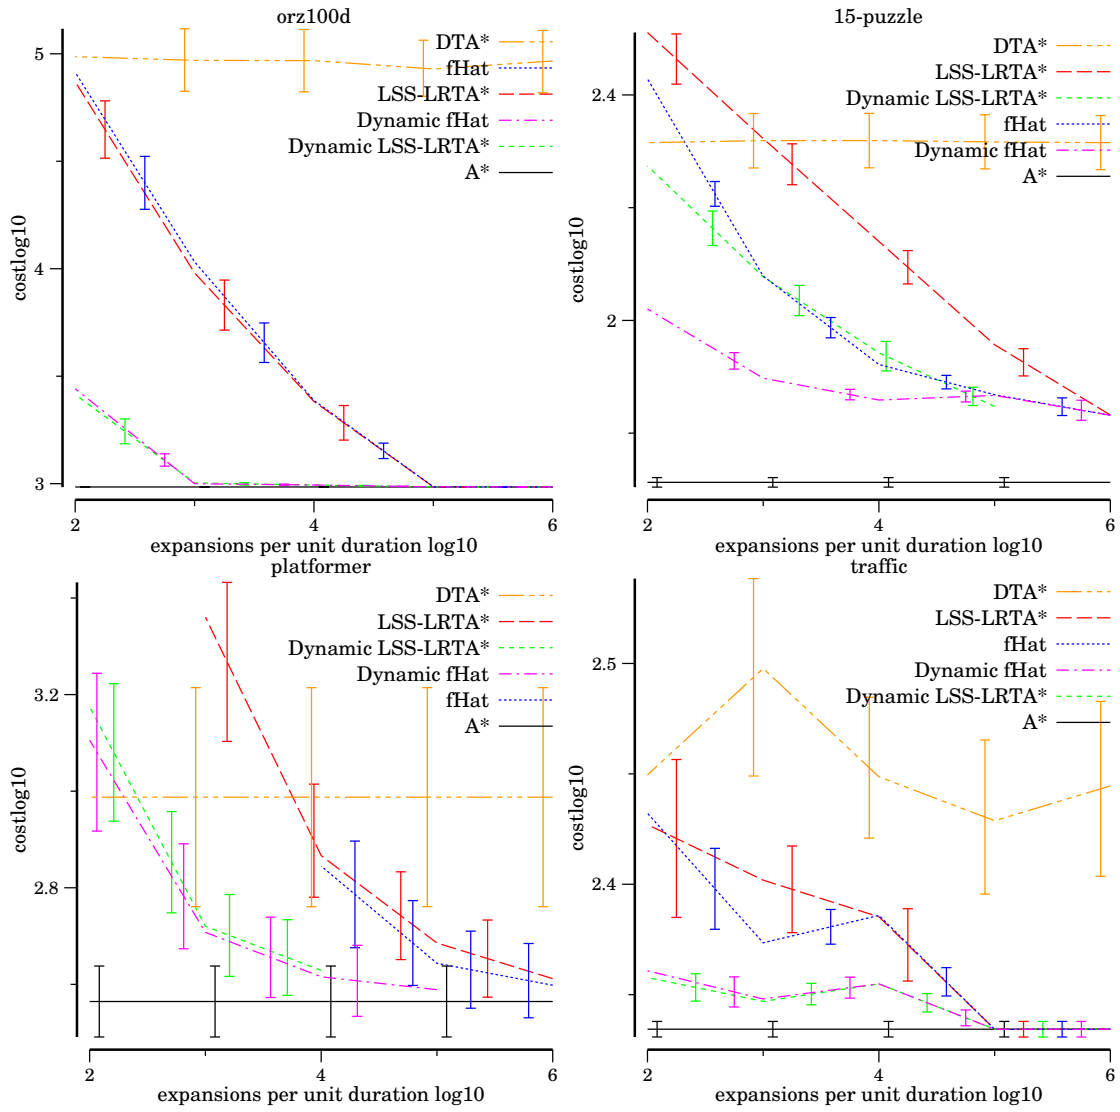 orz100d
costlog10
5
4
3
DTA*
fHat
LSS-LRTA*
Dynamic fHat
Dynamic LSS-LRTA*
A*
2
4
6
expansions per unit duration log10
15-puzzle
costlog10
2.4
2
DTA*
LSS-LRTA*
Dynamic LSS-LRTA*
fHat
Dynamic fHat
A*
2
4
6
expansions per unit duration log10
platformer
costlog10
3.2
2.8
DTA*
LSS-LRTA*
Dynamic LSS-LRTA*
Dynamic fHat
fHat
A*
2
4
6
expansions per unit duration log10
traffic
costlog10
2.5
2.4
DTA*
LSS-LRTA*
fHat
Dynamic fHat
Dynamic LSS-LRTA*
A*
2
4
6
expansions per unit duration log10